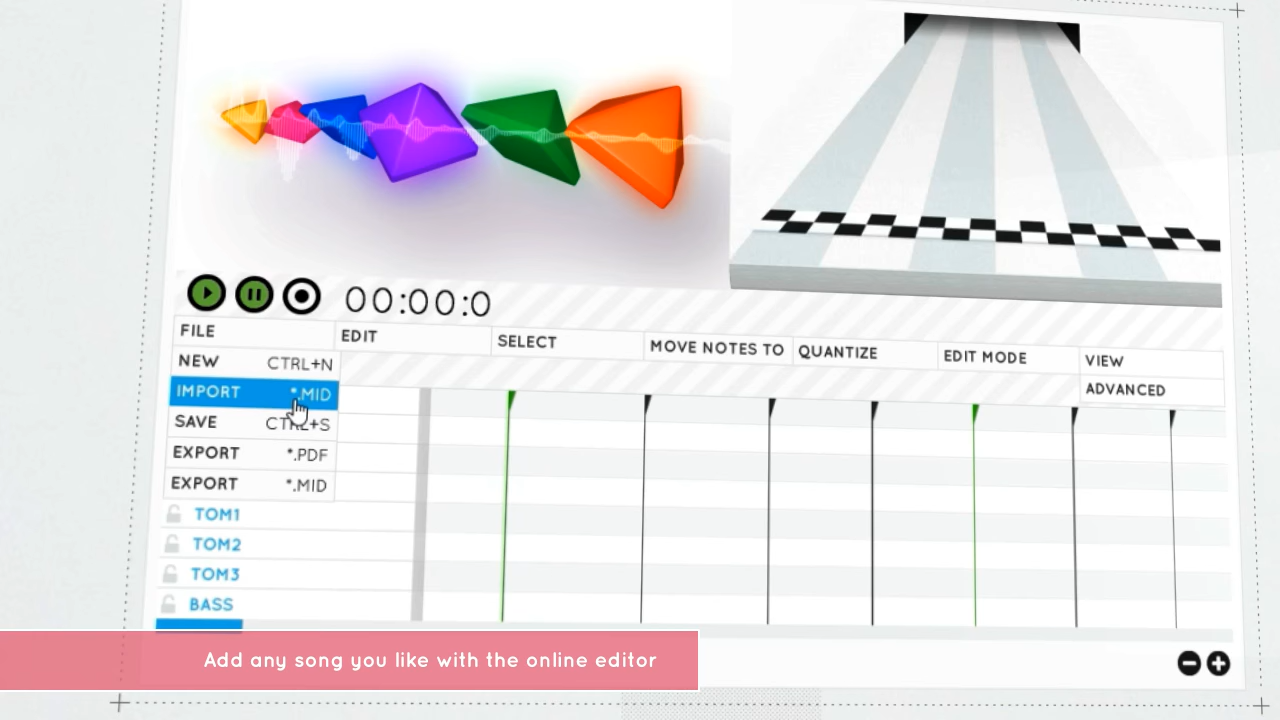 00:00:0
FILE EDIT SELECT MOVE NOTES TO QUANTIZE EDIT MODE VIEW
NEW CTRL+N
ADVANCED
IMPORT *.MID
SAVE CTRL+S
EXPORT *.PDF
EXPORT *.MID
TOM1
TOM2
TOM3
BASS
Add any song you like with the online editor